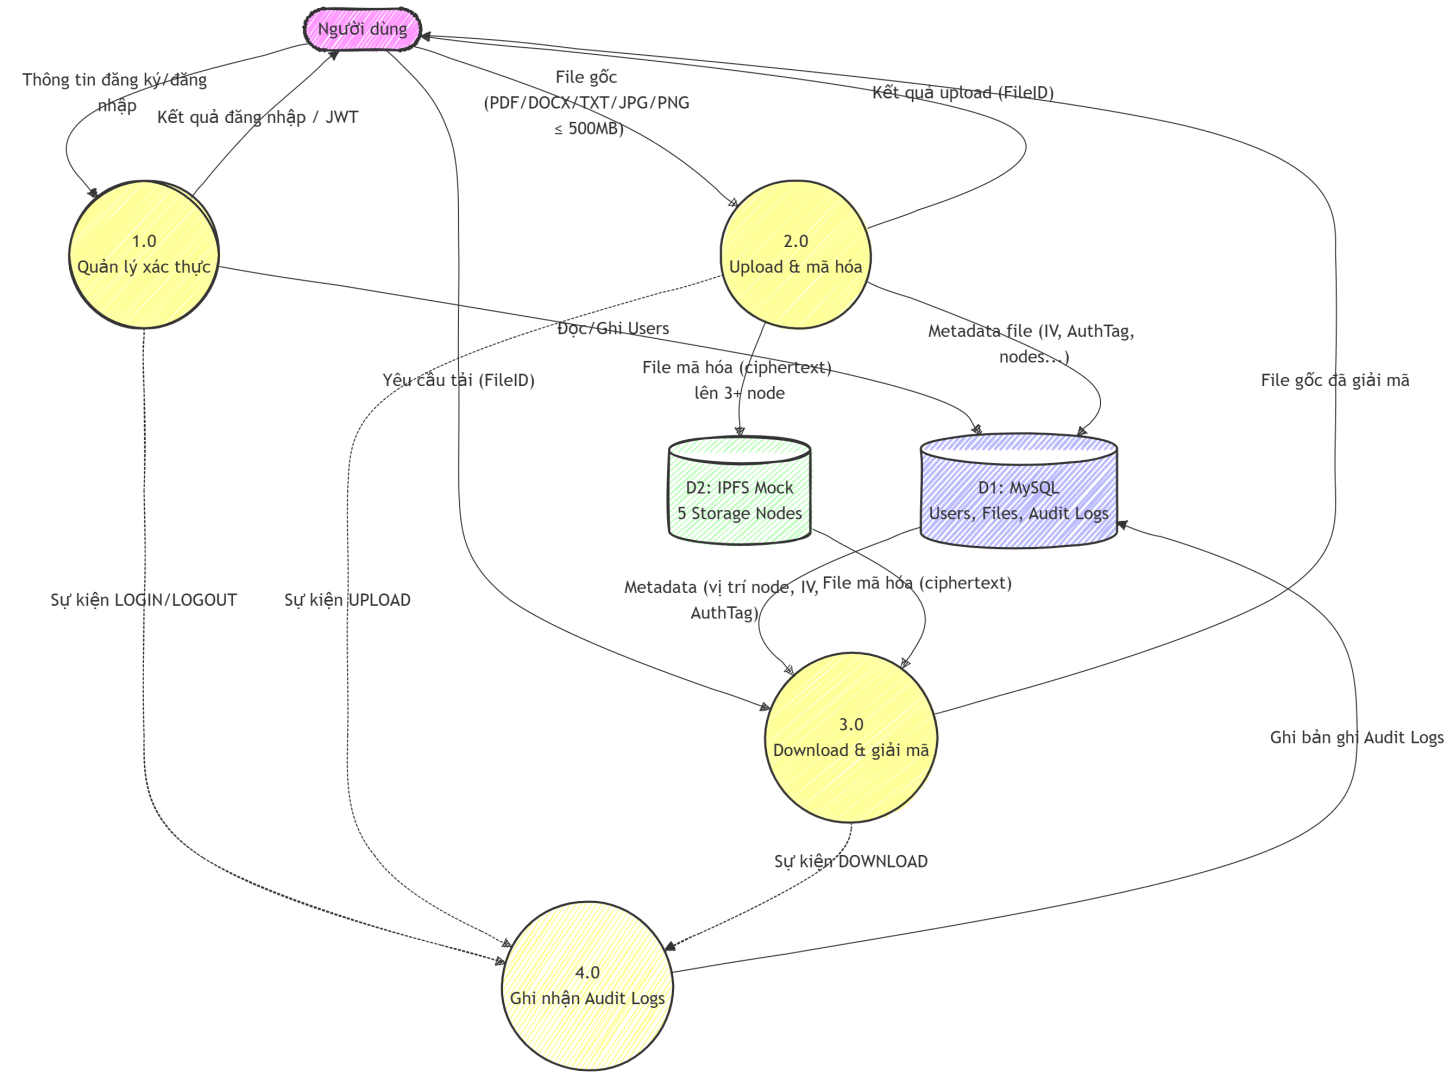 Người dùng
Thông tin đăng ký/đăng
nhập
Kết quả đăng nhập / JWT
File gốc
(PDF/DOCX/TXT/JPG/PNG
≤ 500MB)
Kết quả upload (FileID)
1.0
Quản lý xác thực
2.0
Upload & mã hóa
Đọc/Ghi Users
Metadata file (IV, AuthTag,
nodes...)
Yêu cầu tải (FileID)
File mã hóa (ciphertext)
lên 3+ node
File gốc đã giải mã
D2: IPFS Mock
5 Storage Nodes
D1: MySQL
Users, Files, Audit Logs
Sự kiện LOGIN/LOGOUT
Sự kiện UPLOAD
Metadata (vị trí node, IV,
AuthTag)
File mã hóa (ciphertext)
3.0
Download & giải mã
Ghi bản ghi Audit Logs
Sự kiện DOWNLOAD
4.0
Ghi nhận Audit Logs